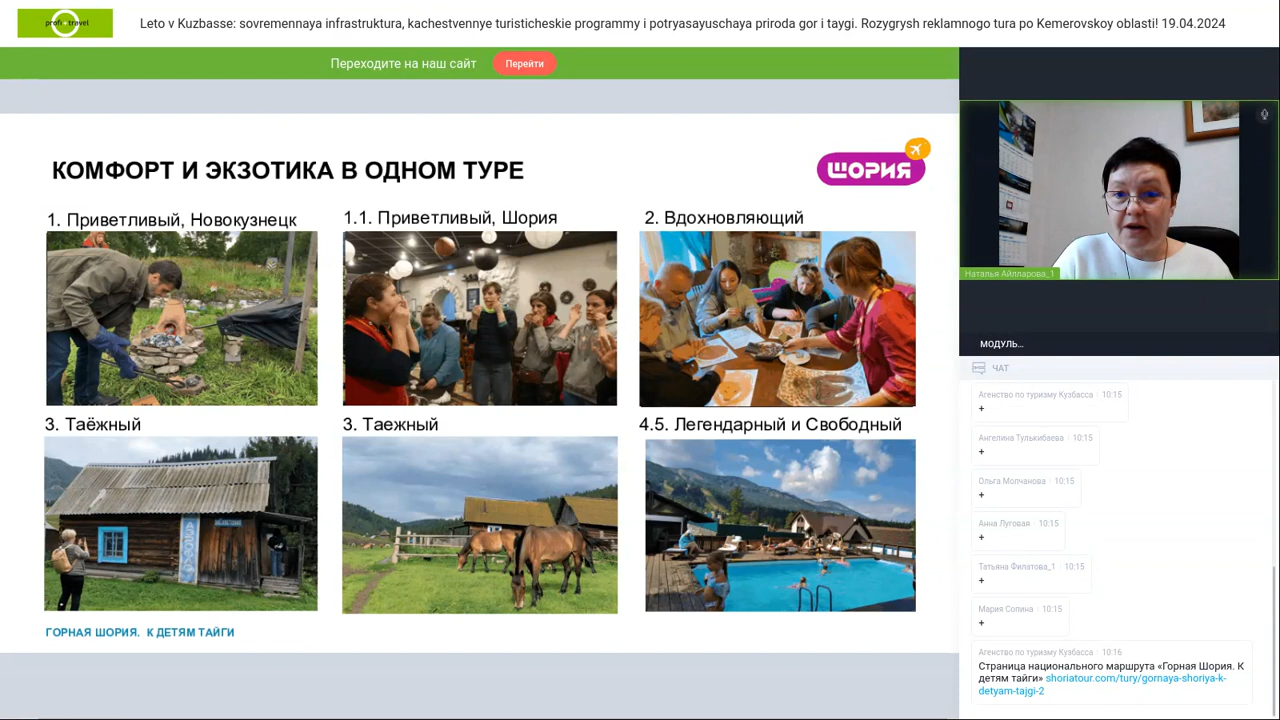 profi travel
Leto v Kuzbasse: sovremennaya infrastruktura, kachestvennye turisticheskie programmy i potryasayuschaya priroda gor i taygi. Rozygrysh reklamnogo tura po Kemerovskoy oblasti! 19.04.2024
Переходите на наш сайт
Перейти
КОМФОРТ И ЭКЗОТИКА В ОДНОМ ТУРЕ
ШОРИЯ
1. Приветливый, Новокузнецк
1.1. Приветливый, Шория
2. Вдохновляющий
3. Таёжный
3. Таежный
4.5. Легендарный и Свободный
ГОРНАЯ ШОРИЯ. К ДЕТЯМ ТАЙГИ
Наталья Айлларова_1
МОДУЛЬ...
ЧАТ
Агенство по туризму Кузбасса 10:15
+
Ангелина Тулькибаева 10:15
+
Ольга Молчанова 10:15
+
Анна Луговая 10:15
+
Татьяна Филатова_1 10:15
+
Мария Сопина 10:15
+
Агенство по туризму Кузбасса 10:16
Страница национального маршрута «Горная Шория. К
детям тайги» shoriatour.com/tury/gornaya-shoriya-k-
detyam-tajgi-2